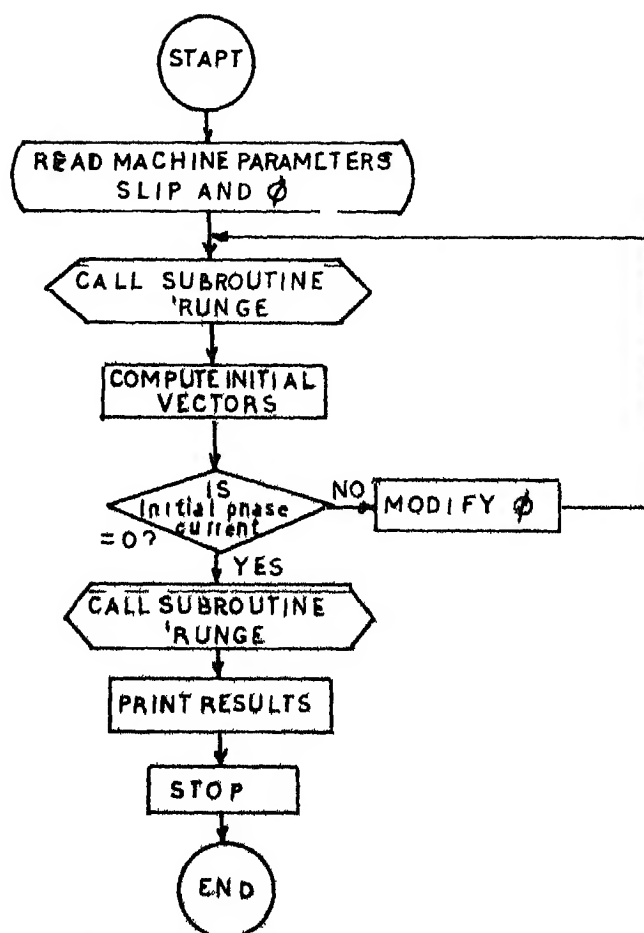 STAPT
READ MACHINE PARAMETERS
SLIP AND ϕ
CALL SUBROUTINE
'RUNGE
COMPUTE INITIAL
VECTORS
IS
Initial phase
current
=0?
NO
MODIFY ϕ
YES
CALL SUBROUTINE
'RUNGE
PRINT RESULTS
STOP
END